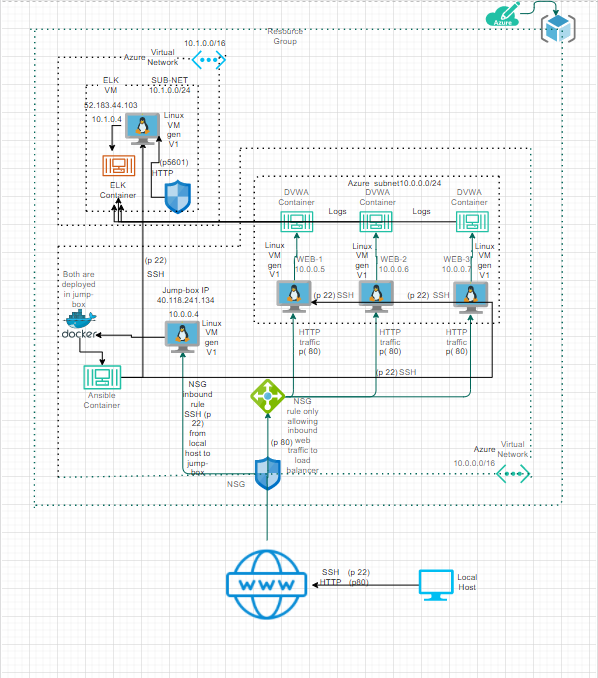 Azure
Resource
Group
10.1.0.0/16
Azure Virtual
Network
ELK
VM
SUB-NET
10.1.0.0/24
52.183.44.103
10.1.0.4
Linux
VM
gen
V1
(p5601)
HTTP
ELK
Container
Azure subnet10.0.0.0/24
DVWA
Container
DVWA
Container
DVWA
Container
Logs
Logs
Linux
VM
gen
V1
WEB-1
10.0.0.5
Linux
VM
gen
V1
WEB-2
10.0.0.6
Linux
VM
gen
V1
WEB-3
10.0.0.7
(p 22)
SSH
(p 22) SSH
(p 22) SSH
Both are
deployed
in jump-
box
docker
Jump-box IP
40.118.241.134
10.0.0.4
Linux
VM
gen
V1
HTTP
traffic
p( 80)
HTTP
traffic
p( 80)
HTTP
traffic
p( 80)
(p 22) SSH
Ansible
Container
NSG
inbound
rule
SSH (p
22)
from
local
host to
jump-
box
NSG
rule only
allowing
inbound
web
traffic to
load
balancer
(p 80)
NSG
Azure Virtual
Network
10.0.0.0/16
WWW
SSH (p 22)
HTTP (p80)
Local
Host